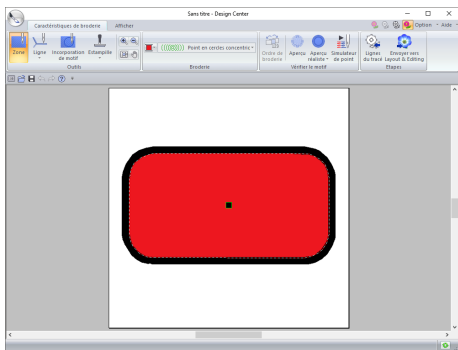 Sans titre - Design Center
Caractéristiques de broderie
Afficher
Option
Aide
Zone
Ligne
Incorporation de motif
Estampile
Outils
Point en cercles concentric
Broderie
Ordre de broderie
Aperçu
Aperçu réaliste
Simulateur de point
Vérifier le motif
Lignes du tracé
Envoyer vers Layout & Editing
Etapes